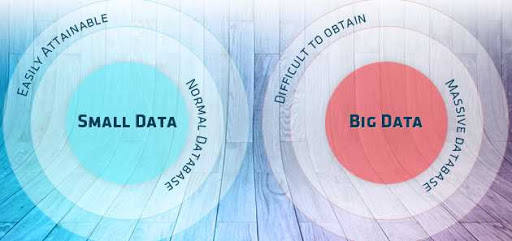 Easily Attainable
Small Data
Normal Database
Difficult to obtain
Big Data
Massive database